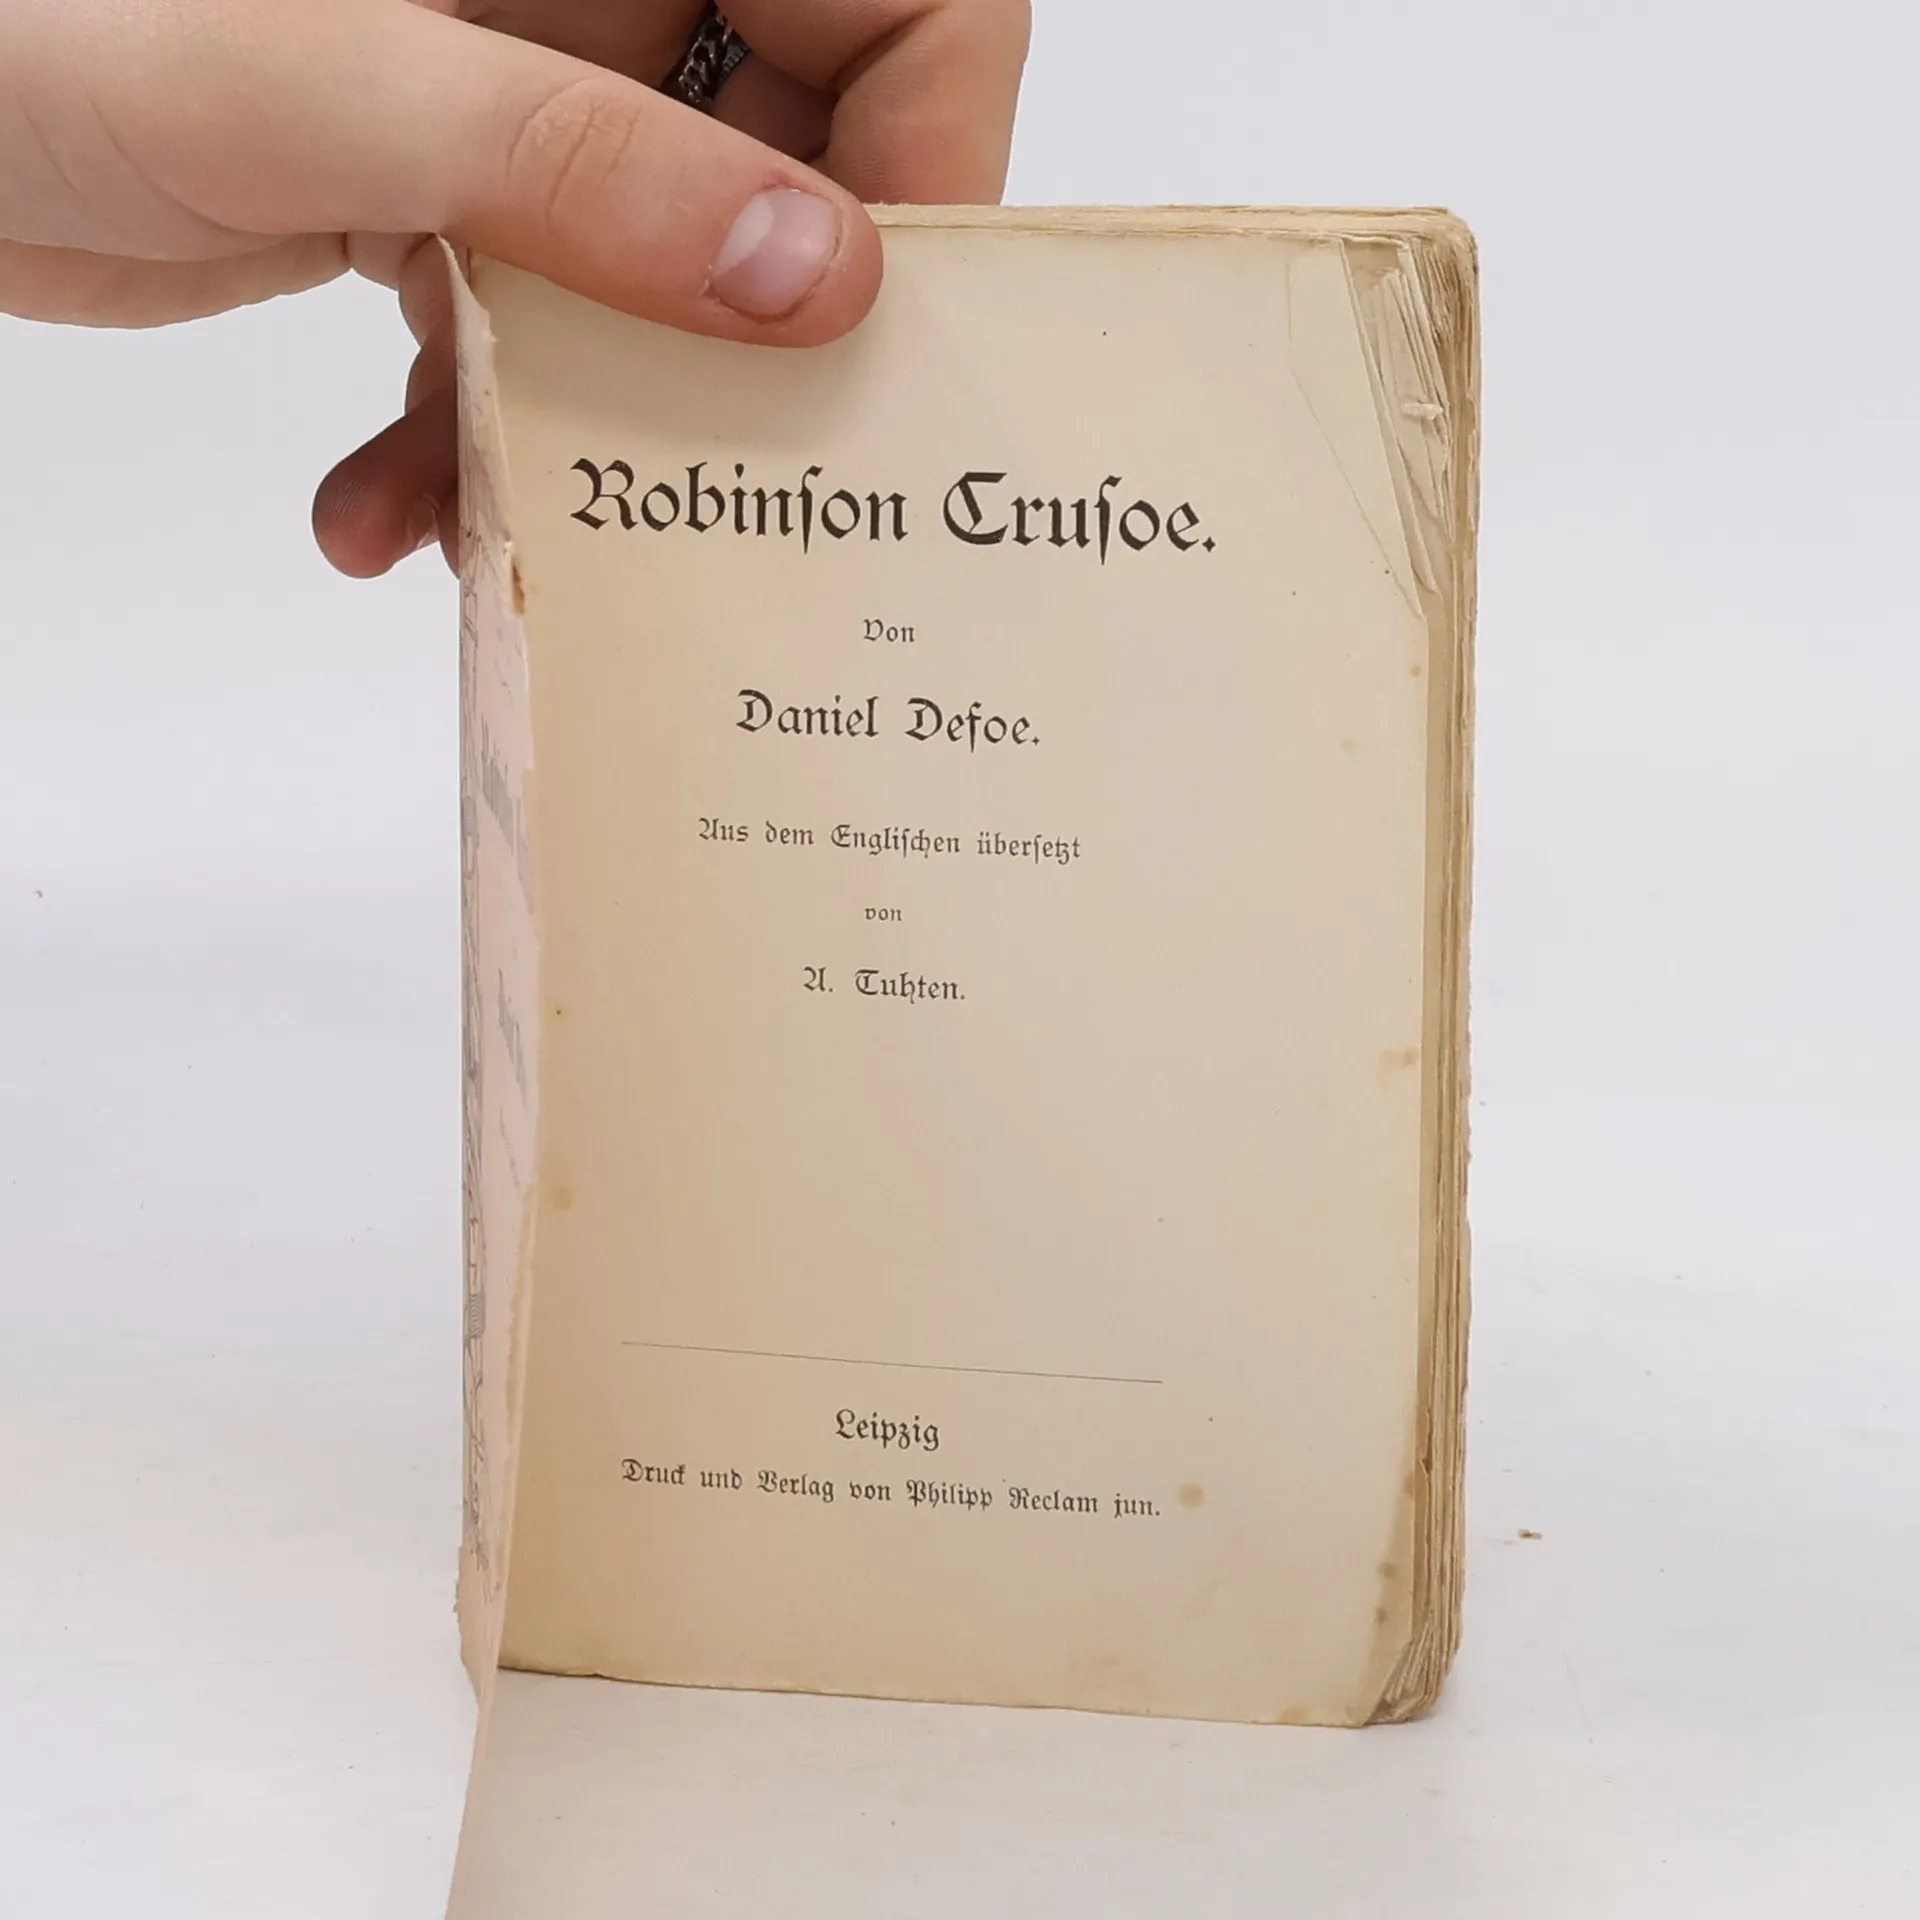 Robinſon Cruſoe.
Von
Daniel Defoe.
Aus dem Engliſchen überſetzt
von
A. Tuhten.
Leipzig
Druck und Verlag von Philipp Reclam jun.